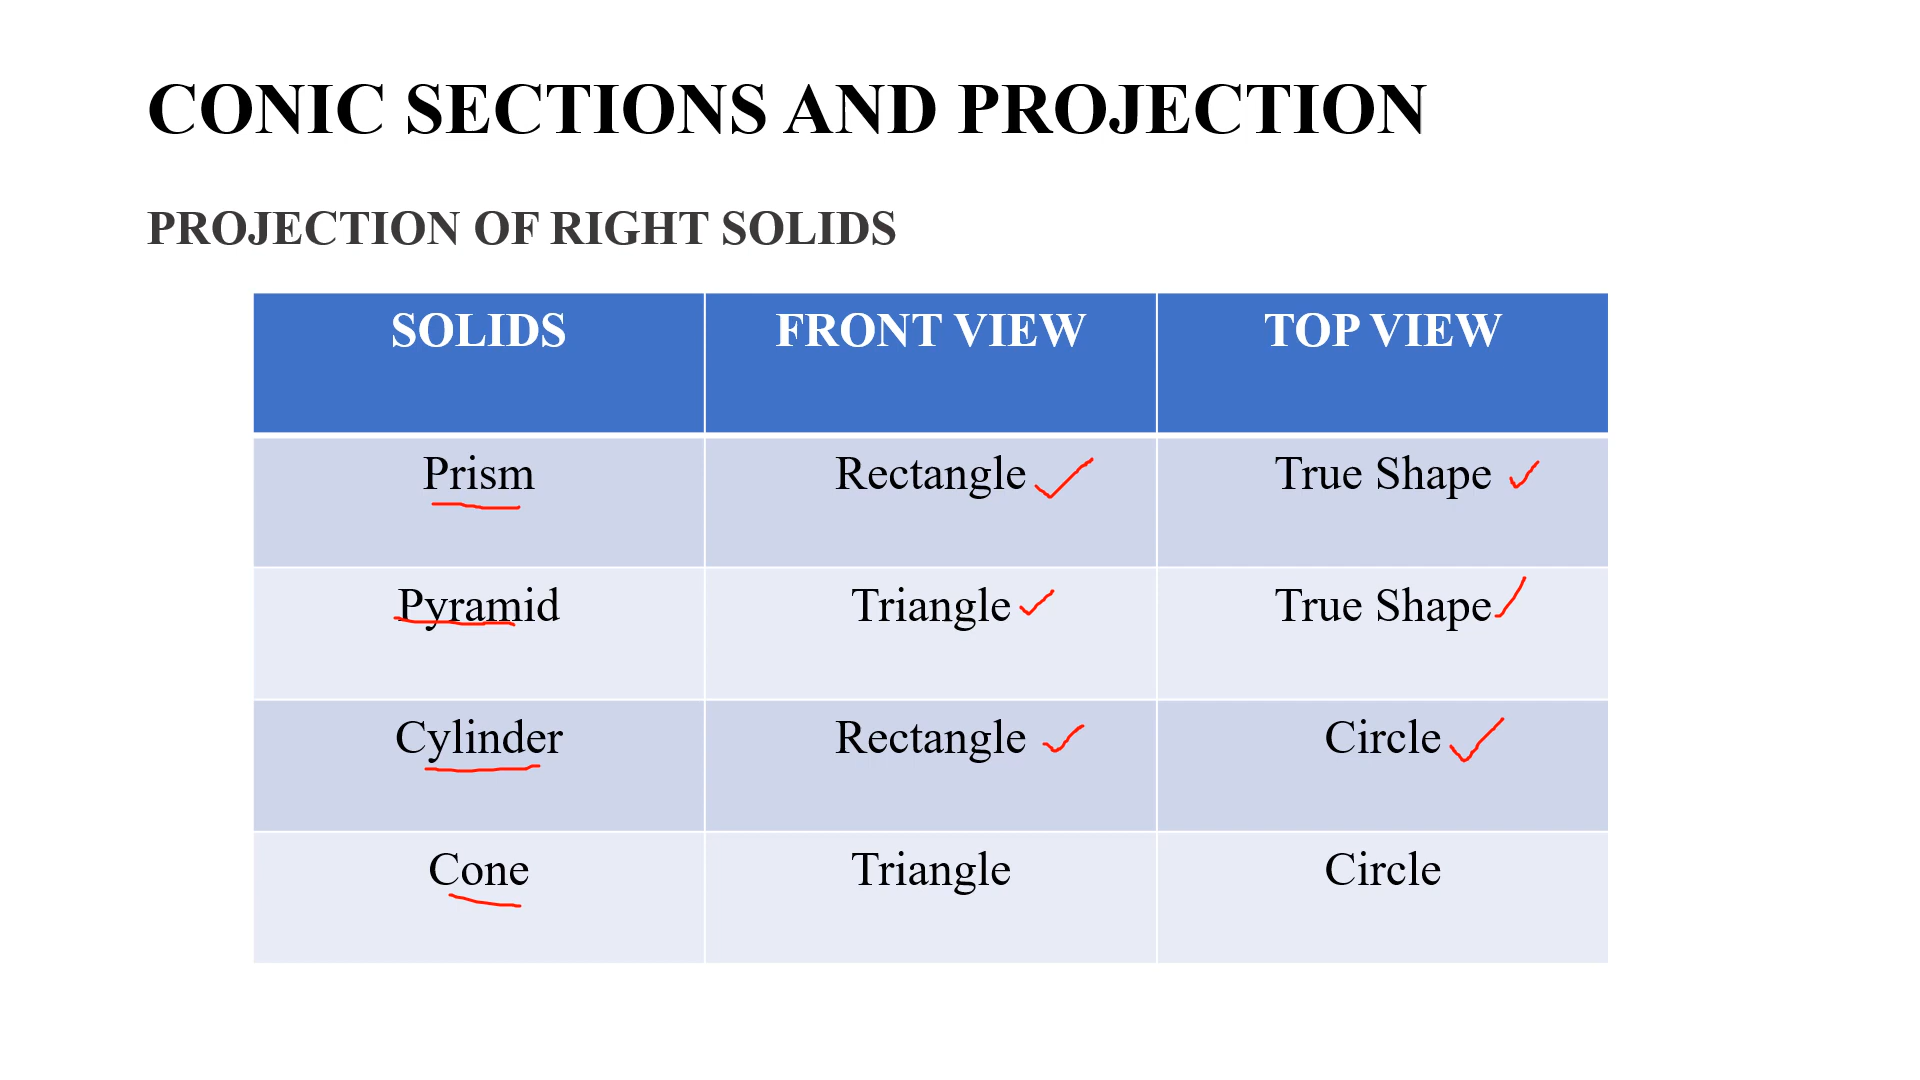 CONIC SECTIONS AND PROJECTION
PROJECTION OF RIGHT SOLIDS
SOLIDS FRONT VIEW TOP VIEW
Prism Rectangle True Shape
Pyramid Triangle True Shape
Cylinder Rectangle Circle
Cone Triangle Circle